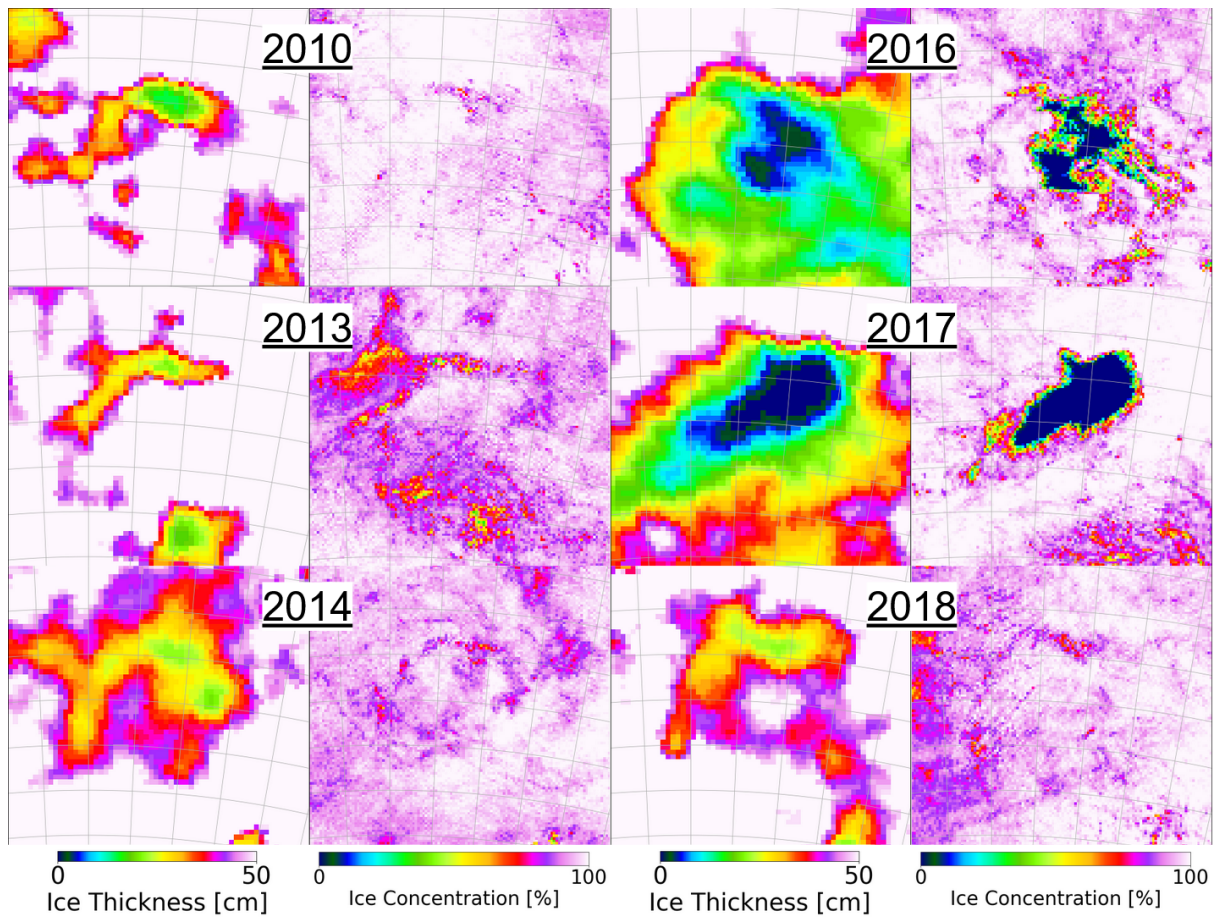 2010
2016
2013
2017
2014
2018
0 50
Ice Thickness [cm]
0 100
Ice Concentration [%]
0 50
Ice Thickness [cm]
0 100
Ice Concentration [%]